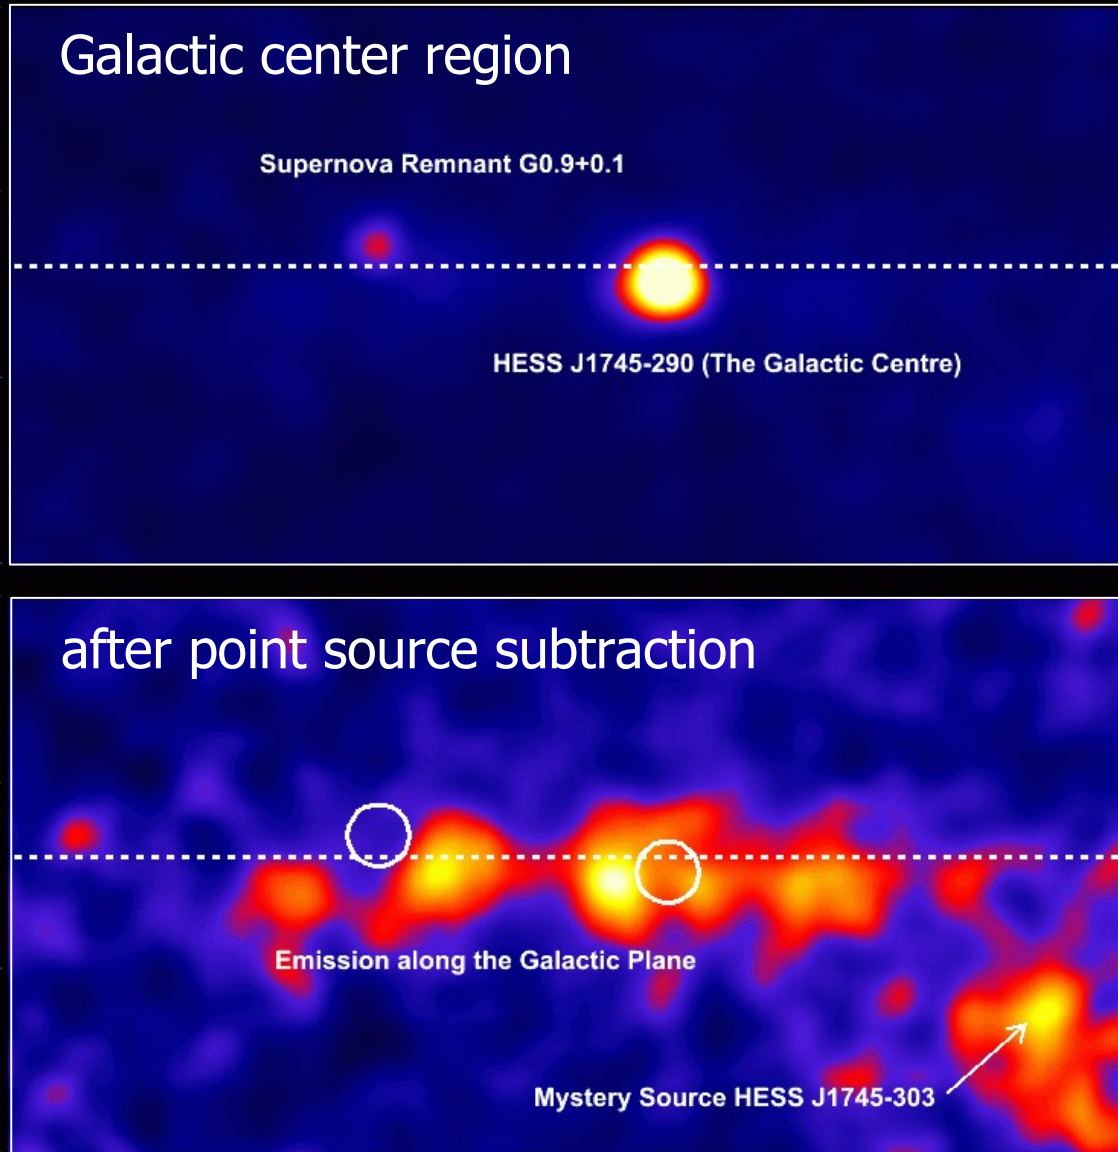 Galactic center region
Supernova Remnant G0.9+0.1
HESS J1745-290 (The Galactic Centre)
after point source subtraction
Emission along the Galactic Plane
Mystery Source HESS J1745-303